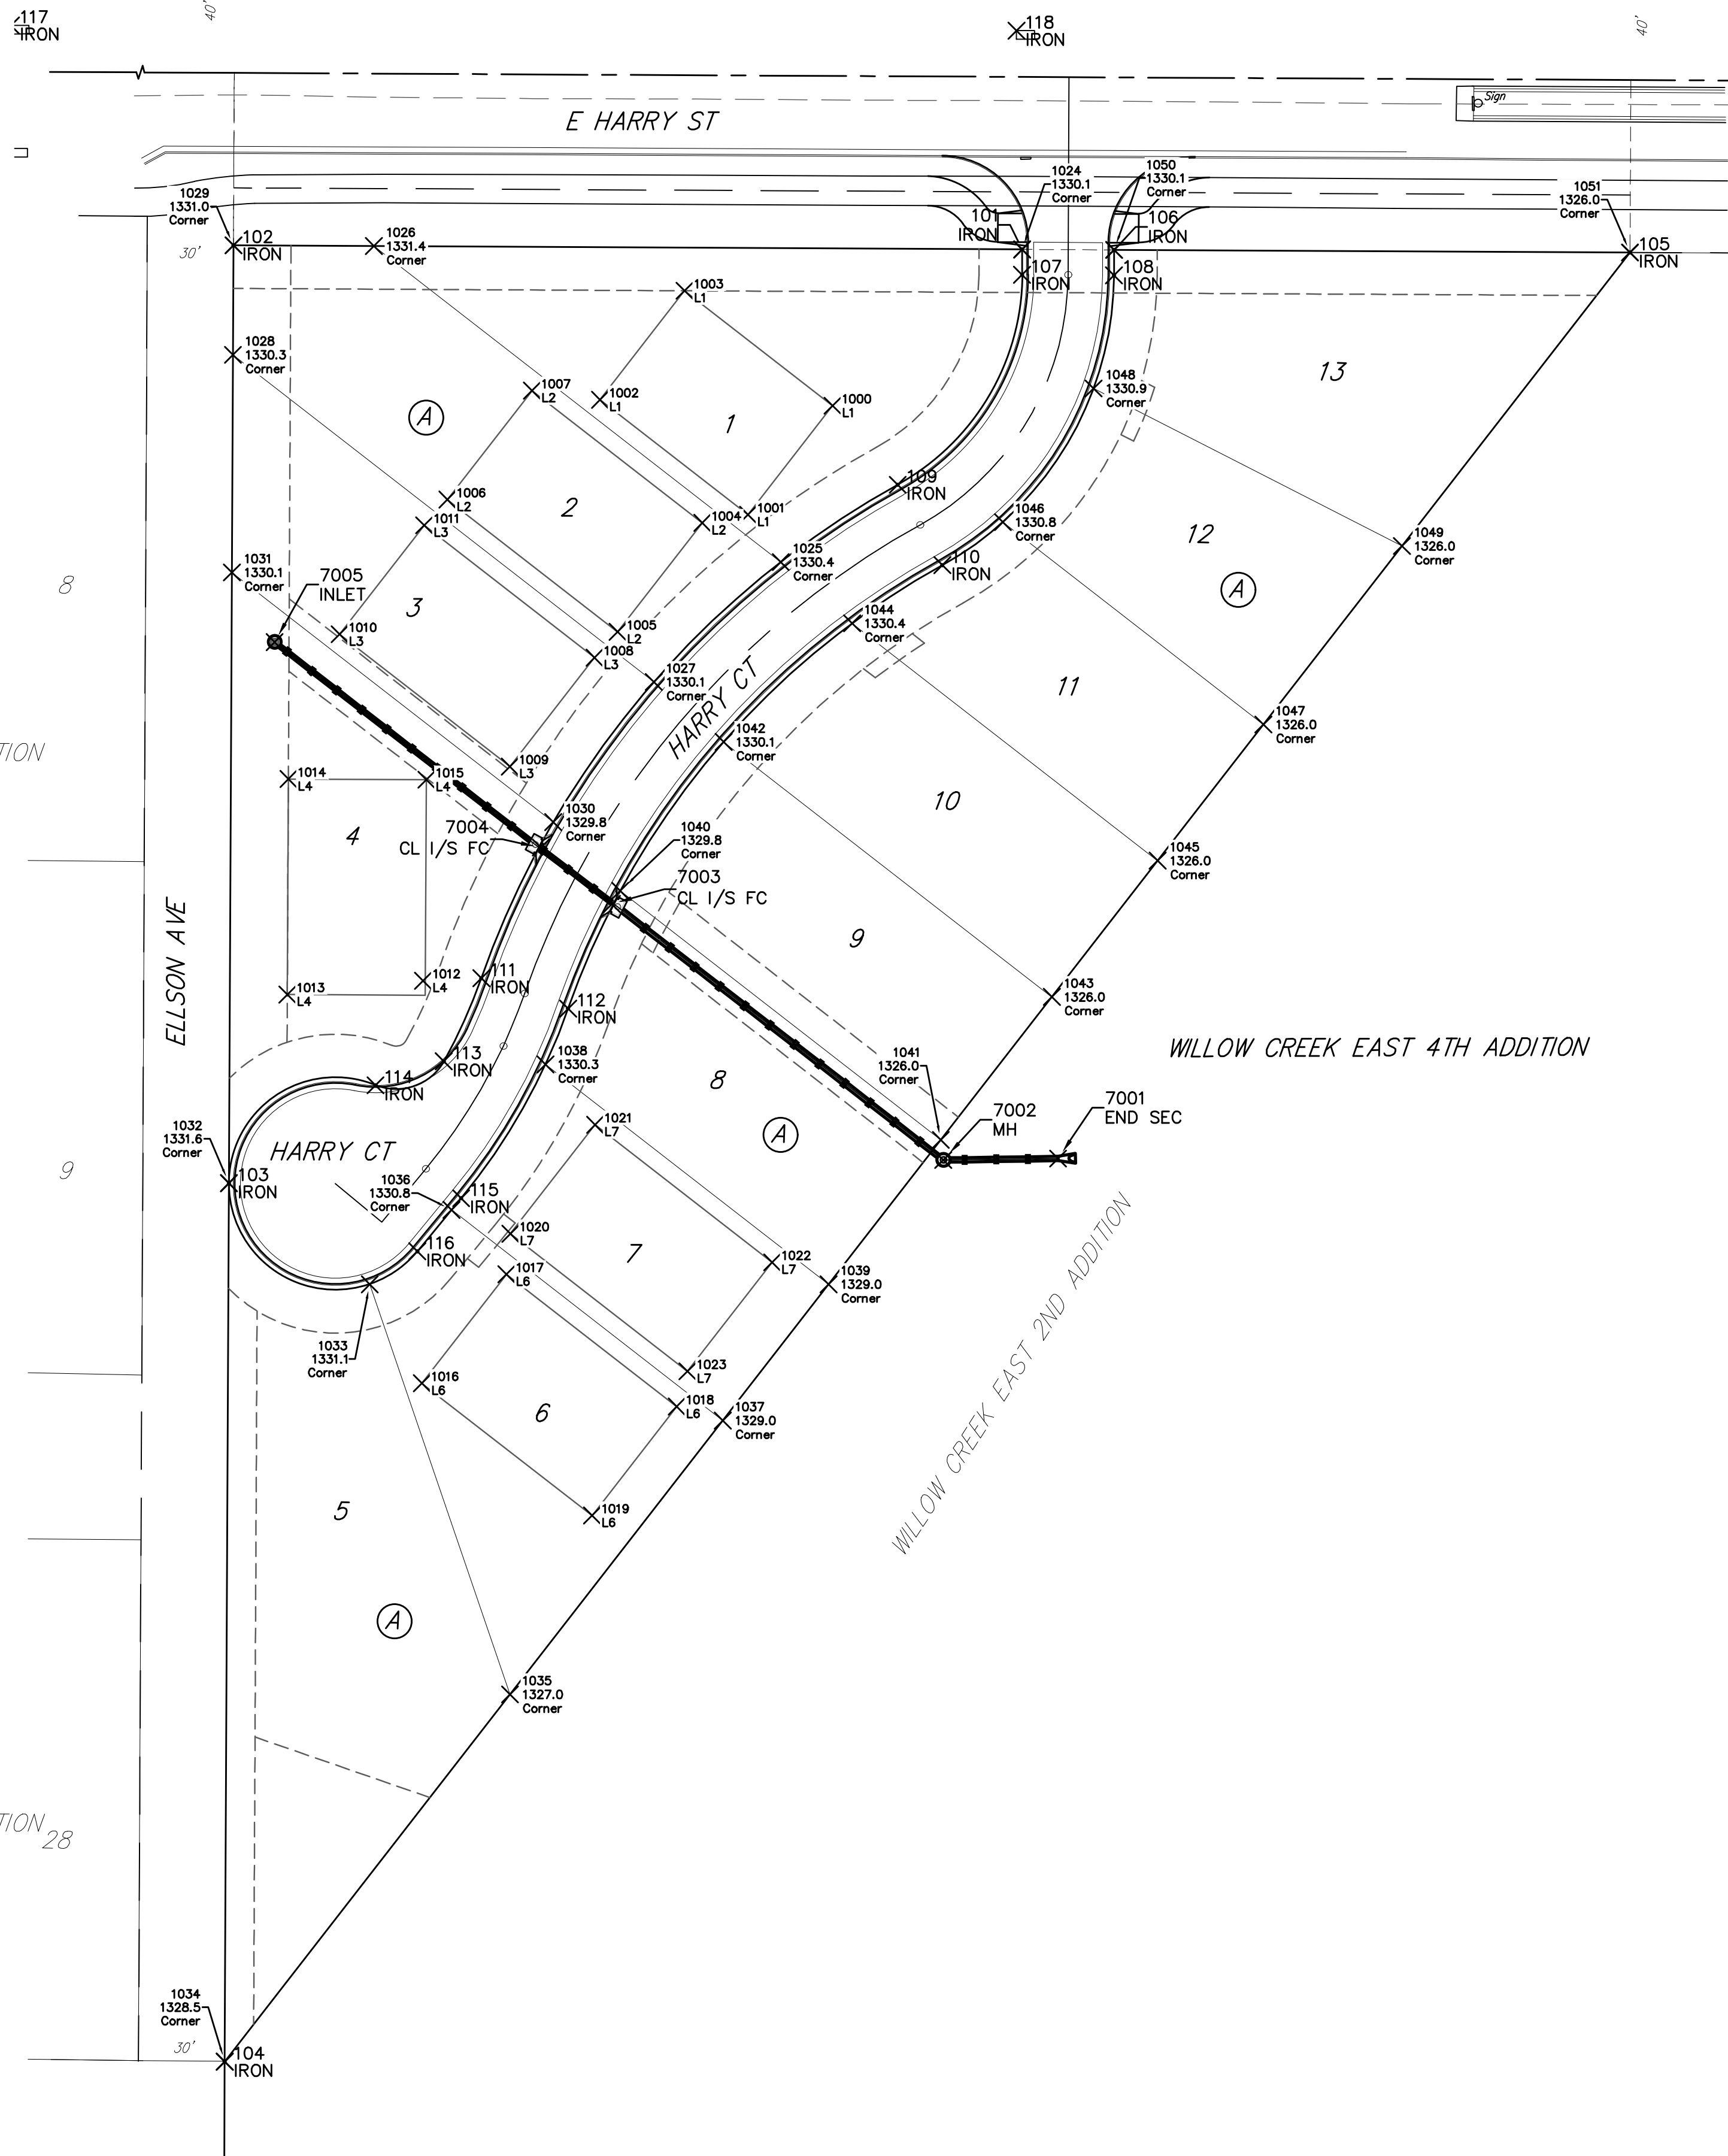 117
IRON
40'
118
IRON
40'
E HARRY ST
Sign
1024
1330.1
Corner
1050
1330.1
Corner
1051
1326.0
Corner
1029
1331.0
Corner
30'
102
IRON
1026
1331.4
Corner
101
IRON
106
IRON
105
IRON
107
IRON
108
IRON
1003
L1
1028
1330.3
Corner
1007
L2
1002
L1
1000
L1
1048
1330.9
Corner
13
A
1
1006
L2
1011
L3
2
1004
L2
1001
L1
109
IRON
1046
1330.8
Corner
12
1049
1326.0
Corner
1031
1330.1
Corner
7005
INLET
8
3
1025
1330.4
Corner
110
IRON
A
1010
L3
1005
L2
1008
L3
1044
1330.4
Corner
1027
1330.1
Corner
HARRY CT
11
1047
1326.0
Corner
1042
1330.1
Corner
TION
1009
L3
1014
L4
1015
L4
10
4
7004
CL I/S FC
1030
1329.8
Corner
1040
1329.8
Corner
1045
1326.0
Corner
7003
CL I/S FC
ELLSON AVE
9
1013
L4
1012
L4
111
IRON
112
IRON
1043
1326.0
Corner
WILLOW CREEK EAST 4TH ADDITION
113
IRON
114
IRON
1038
1330.3
Corner
8
1041
1326.0
Corner
7002
MH
7001
END SEC
1032
1331.6
Corner
HARRY CT
1021
L7
A
9
103
IRON
1036
1330.8
Corner
115
IRON
116
IRON
1020
L7
7
1022
L7
1017
L6
1039
1329.0
Corner
WILLOW CREEK EAST 2ND ADDITION
1033
1331.1
Corner
1016
L6
1023
L7
6
1018
L6
1037
1329.0
Corner
5
1019
L6
A
1035
1327.0
Corner
TION
28
1034
1328.5
Corner
30'
104
IRON